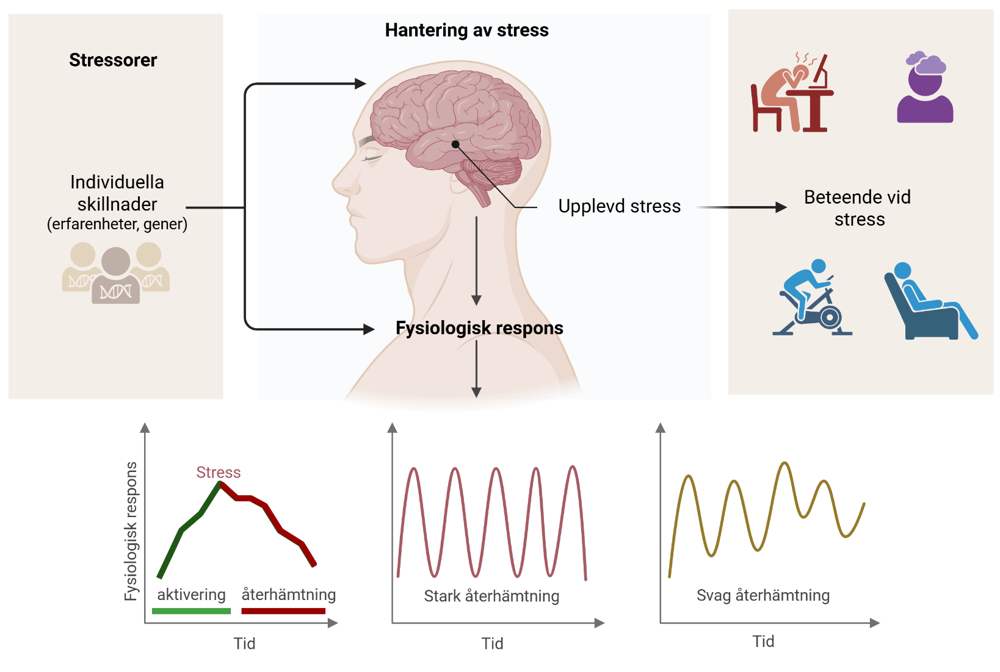 Stressorer
Individuella
skillnader
(erfarenheter, gener)
Hantering av stress
Upplevd stress
Fysiologisk respons
Beteende vid
stress
Fysiologisk respons
Stress
aktivering
återhämtning
Tid
Stark återhämtning
Tid
Svag återhämtning
Tid